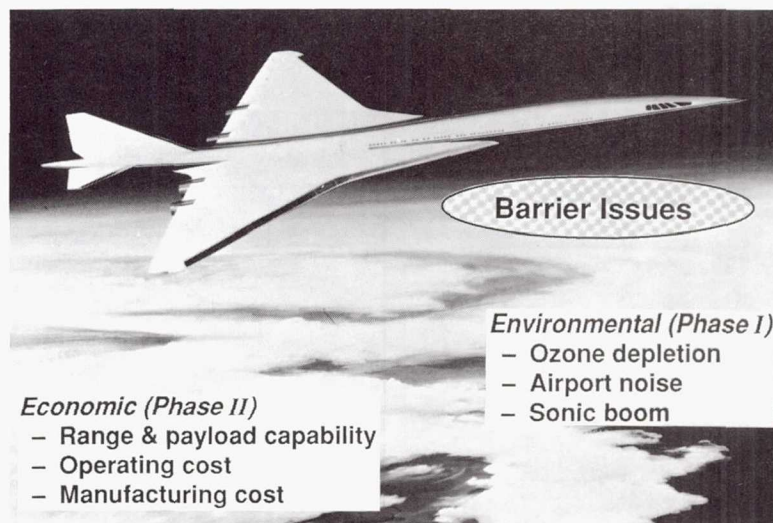 Barrier Issues
Environmental (Phase I)
– Ozone depletion
– Airport noise
– Sonic boom
Economic (Phase II)
– Range & payload capability
– Operating cost
– Manufacturing cost